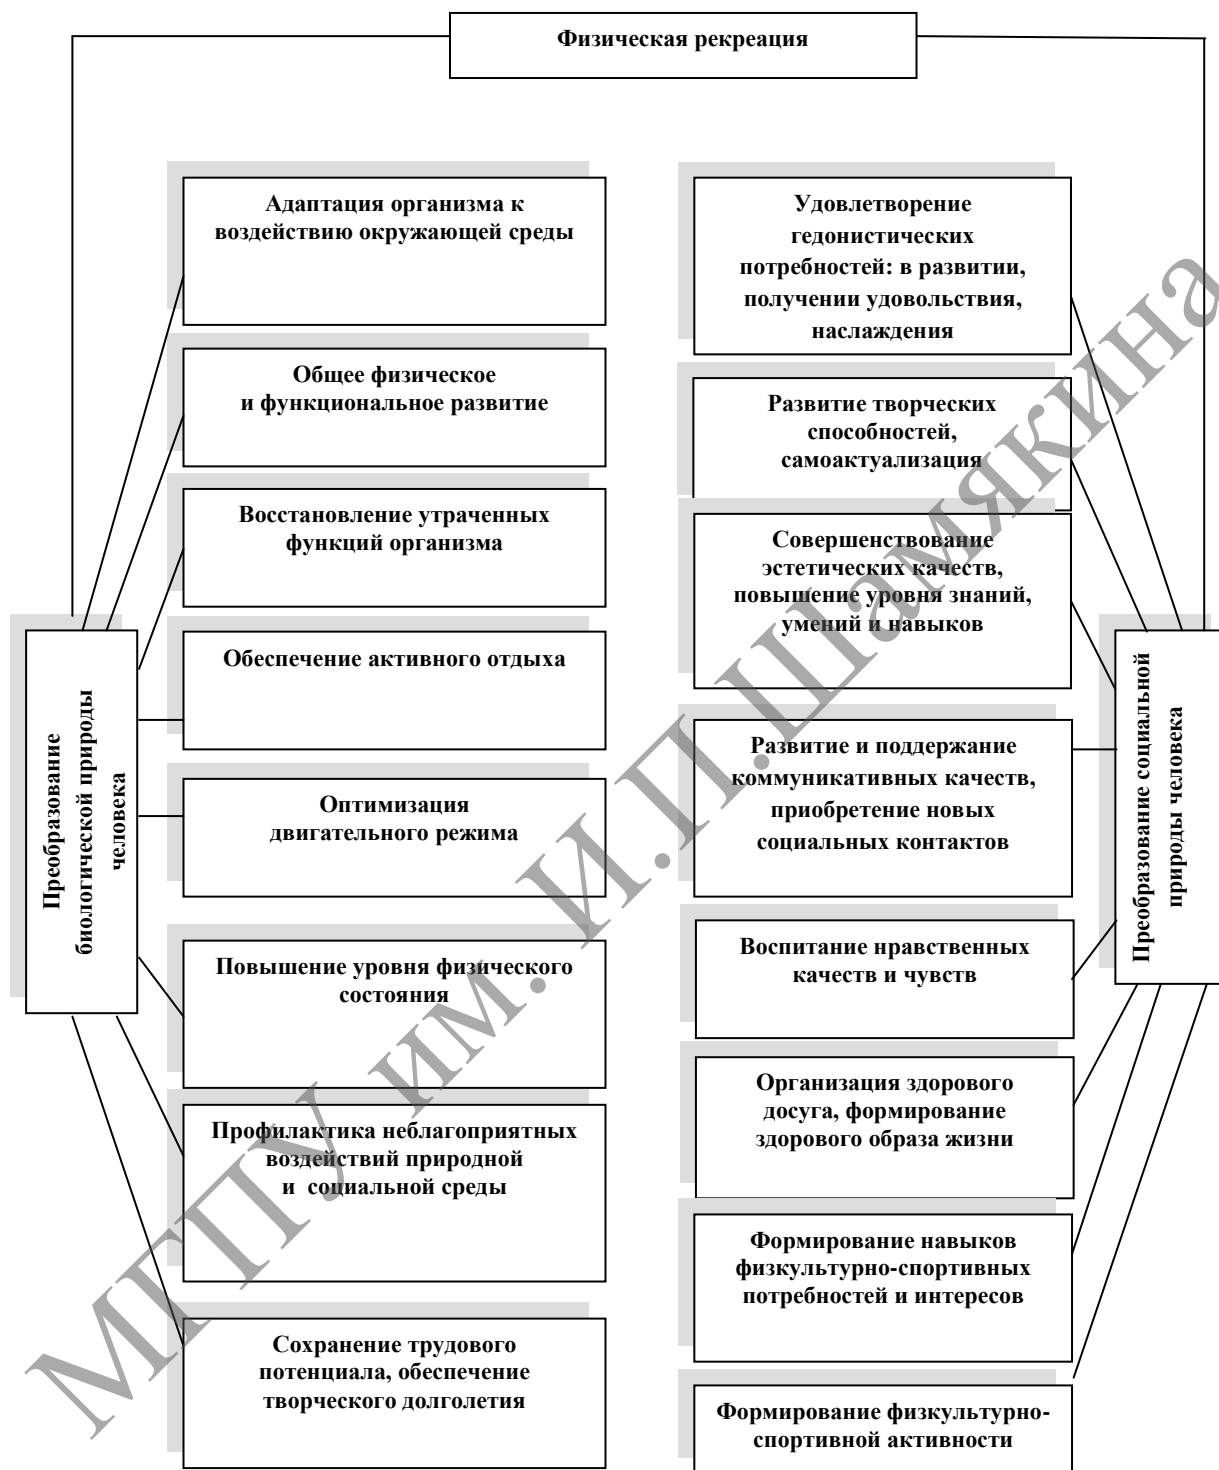 Физическая рекреация
Адаптация организма к
воздействию окружающей среды
Общее физическое
и функциональное развитие
Восстановление утраченных
функций организма
Обеспечение активного отдыха
Оптимизация
двигательного режима
Повышение уровня физического
состояния
Профилактика неблагоприятных
воздействий природной
и социальной среды
Сохранение трудового
потенциала, обеспечение
творческого долголетия
Преобразование
биологической природы
человека
Удовлетворение
гедонистических
потребностей: в развитии,
получении удовольствия,
наслаждения
Развитие творческих
способностей,
самоактуализация
Совершенствование
эстетических качеств,
повышение уровня знаний,
умений и навыков
Развитие и поддержание
коммуникативных качеств,
приобретение новых
социальных контактов
Воспитание нравственных
качеств и чувств
Организация здорового
досуга, формирование
здорового образа жизни
Формирование навыков
физкультурно-спортивных
потребностей и интересов
Формирование физкультурно-
спортивной активности
Преобразование социальной
природы человека
МГПУ им. И.П.Шамякина